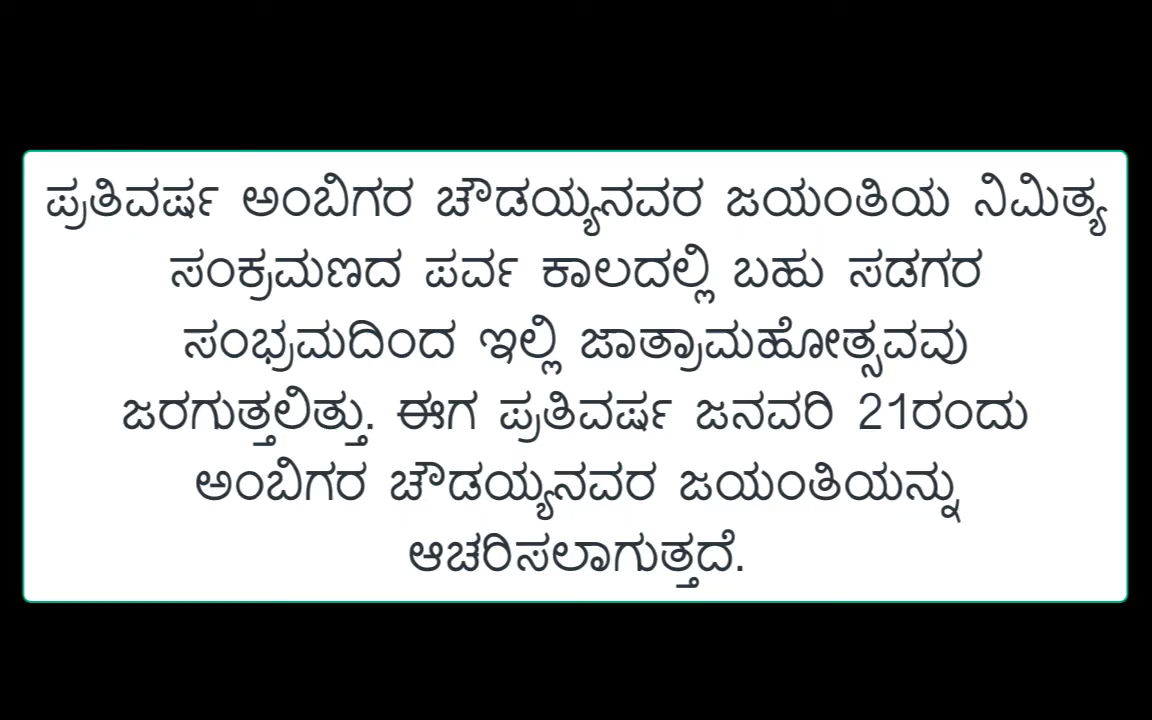 ಪ್ರತಿವರ್ಷ ಅಂಬಿಗರ ಚೌಡಯ್ಯನವರ ಜಯಂತಿಯ ನಿಮಿತ್ಯ
ಸಂಕ್ರಮಣದ ಪರ್ವ ಕಾಲದಲ್ಲಿ ಬಹು ಸಡಗರ
ಸಂಭ್ರಮದಿಂದ ಇಲ್ಲಿ ಜಾತ್ರಾಮಹೋತ್ಸವವು
ಜರಗುತ್ತಲಿತ್ತು. ಈಗ ಪ್ರತಿವರ್ಷ ಜನವರಿ 21ರಂದು
ಅಂಬಿಗರ ಚೌಡಯ್ಯನವರ ಜಯಂತಿಯನ್ನು
ಆಚರಿಸಲಾಗುತ್ತದೆ.